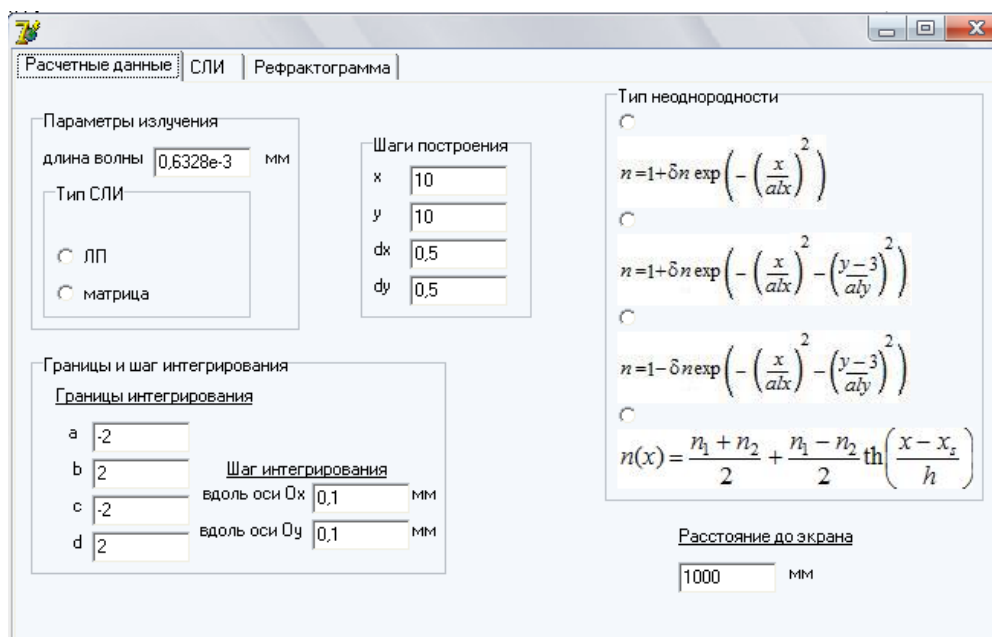 Расчетные данные СЛИ Рефрактограмма
Параметры излучения
длина волны 0,6328e-3 мм
Тип СЛИ
ЛП
матрица
Шаги построения
x 10
y 10
dx 0,5
dy 0,5
Границы и шаг интегрирования
Границы интегрирования
a -2
b 2
c -2
d 2
Шаг интегрирования
вдоль оси Ox 0,1 мм
вдоль оси Oy 0,1 мм
Тип неоднородности
n = 1 + δn exp(−(x/alx)²)
n = 1 + δn exp(−(x/alx)² − (y−3/aly)²)
n = 1 − δn exp(−(x/alx)² − (y−3/aly)²)
n(x) = n₁ + n₂/2 + n₁ − n₂/2 th(x − xₛ/h)
Расстояние до экрана
1000 мм